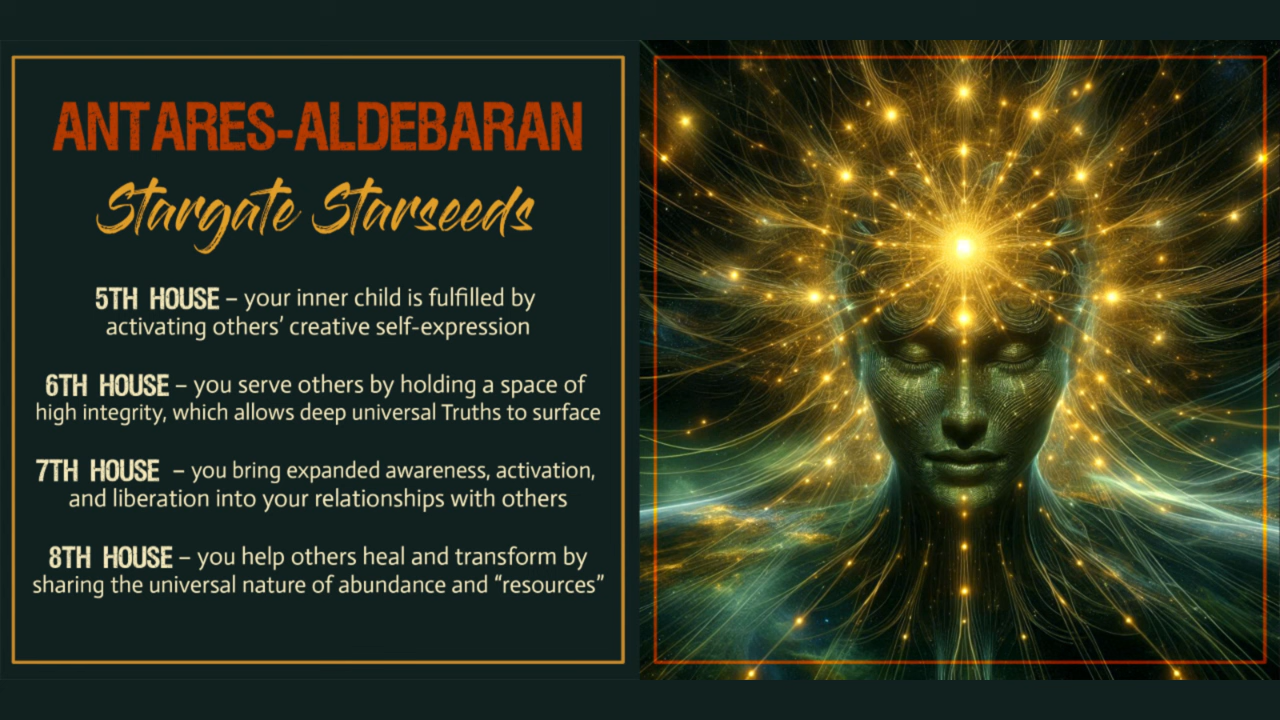 ANTARES-ALDEBARAN
Stargate Starseeds
5TH HOUSE – your inner child is fulfilled by
activating others’ creative self-expression
6TH HOUSE – you serve others by holding a space of
high integrity, which allows deep universal Truths to surface
7TH HOUSE – you bring expanded awareness, activation,
and liberation into your relationships with others
8TH HOUSE – you help others heal and transform by
sharing the universal nature of abundance and “resources”